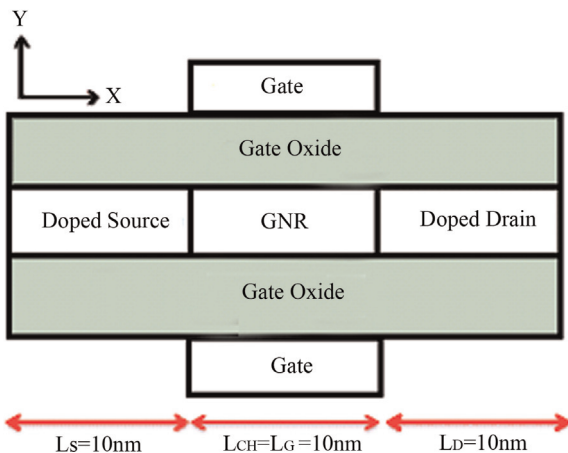 Y
X
Gate
Gate Oxide
Doped Source GNR Doped Drain
Gate Oxide
Gate
Ls=10nm LCH=LG=10nm LD=10nm